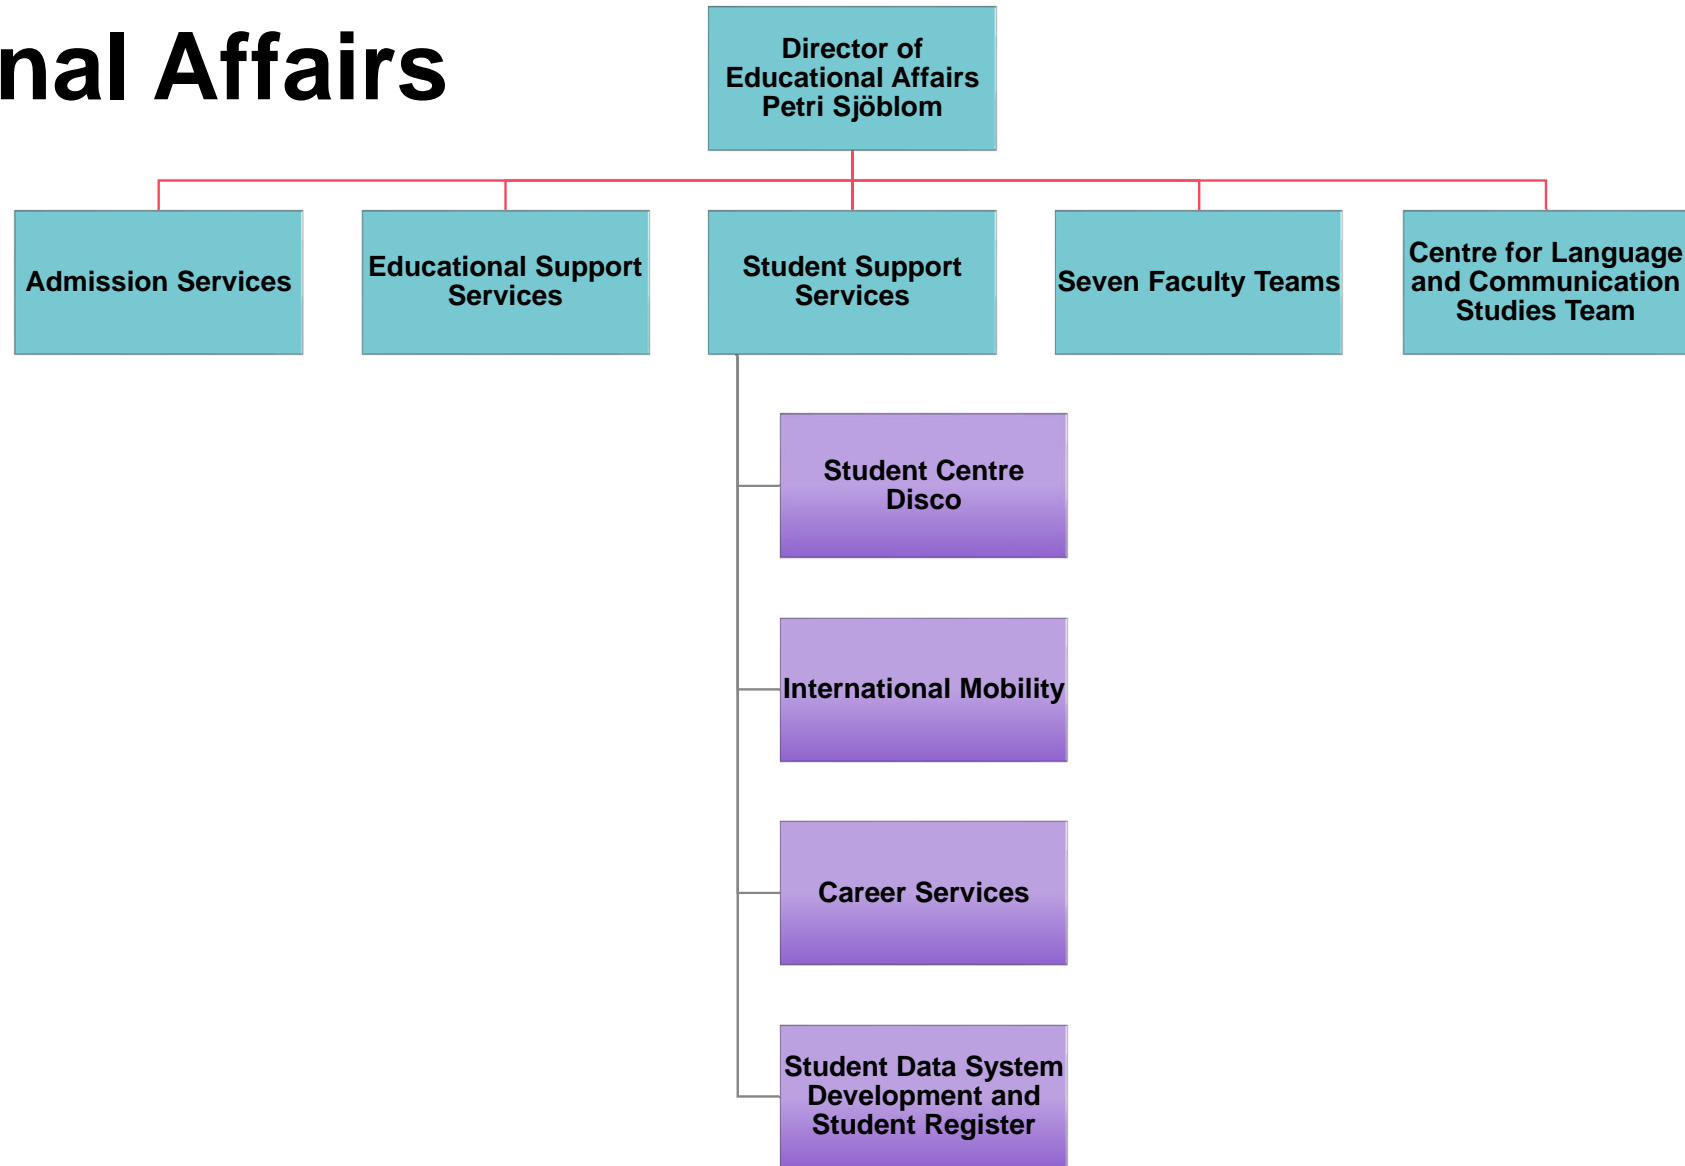 nal Affairs
Director of
Educational Affairs
Petri Sjöblom
Admission Services
Educational Support
Services
Student Support
Services
Seven Faculty Teams
Centre for Language
and Communication
Studies Team
Student Centre
Disco
International Mobility
Career Services
Student Data System
Development and
Student Register